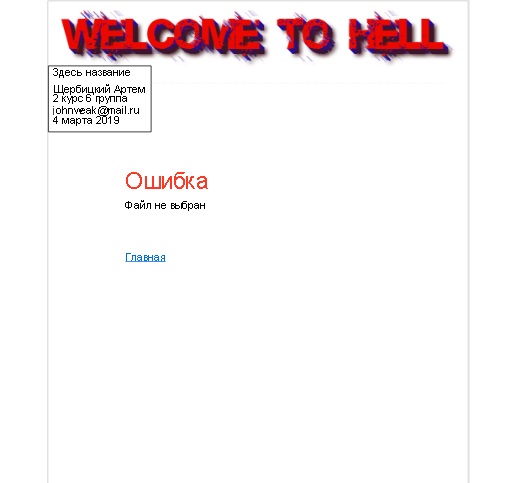 WELCOME TO HELL
Здесь название
Щербицкий Артем
2 курс 6 группа
johnveak@mail.ru
4 марта 2019
Ошибка
Файл не выбран
Главная